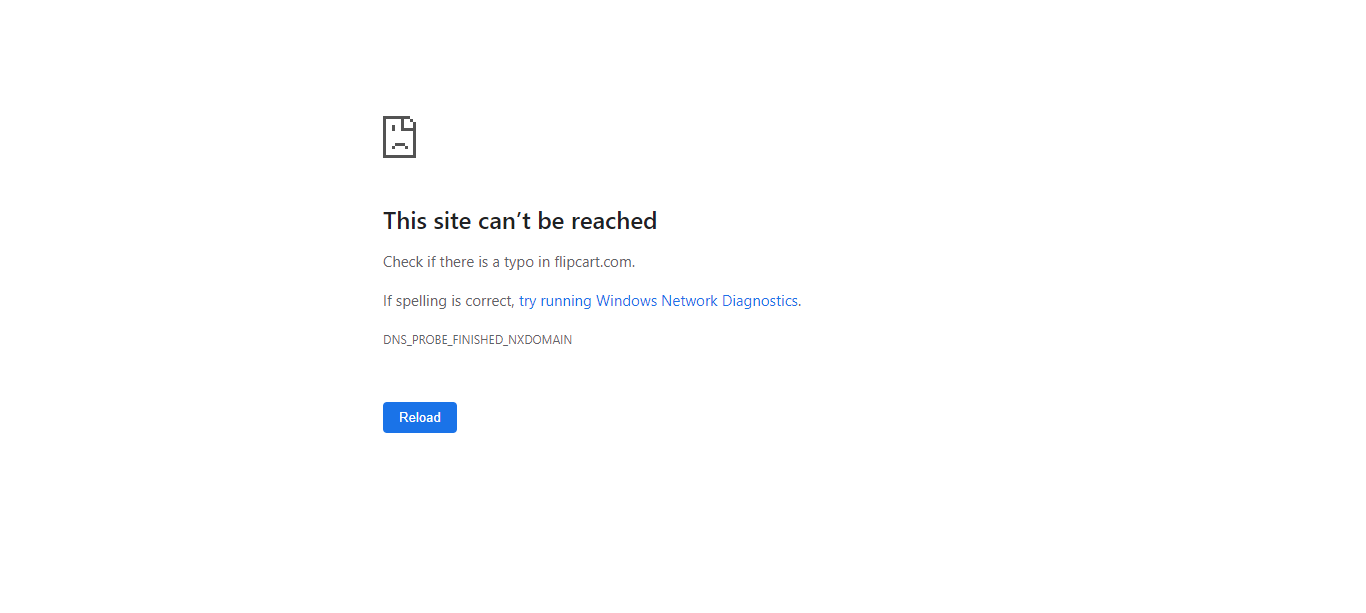 This site can’t be reached
Check if there is a typo in flipcart.com.
If spelling is correct, try running Windows Network Diagnostics.
DNS_PROBE_FINISHED_NXDOMAIN
Reload